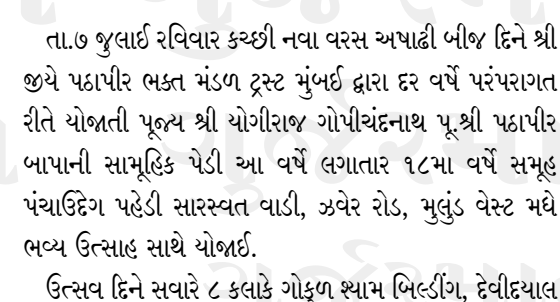 તા.૭ જુલાઈ રવિવાર કચ્છી નવા વરસ અષાઢી બીજ દિને શ્રી
જીયે પઠાપીર ભક્ત મંડળ ટ્રસ્ટ મુંબઈ દ્વારા દર વર્ષે પરંપરાગત
રીતે યોજાતી પૂજ્ય શ્રી યોગીરાજ ગોપીચંદનાથ પૂ.શ્રી પઠાપીર
બાપાની સામૂહિક પેડી આ વર્ષે લગાતાર ૧૮મા વર્ષે સમૂહ
પંચાઉદેગ પહેડી સારસ્વત વાડી, ઝવેર રોડ, મુલુંડ વેસ્ટ મધે
ભવ્ય ઉત્સાહ સાથે યોજાઈ.
ઉત્સવ દિને સવારે ૮ કલાકે ગોકુળ શ્યામ બિલ્ડીંગ, દેવીદયાલ